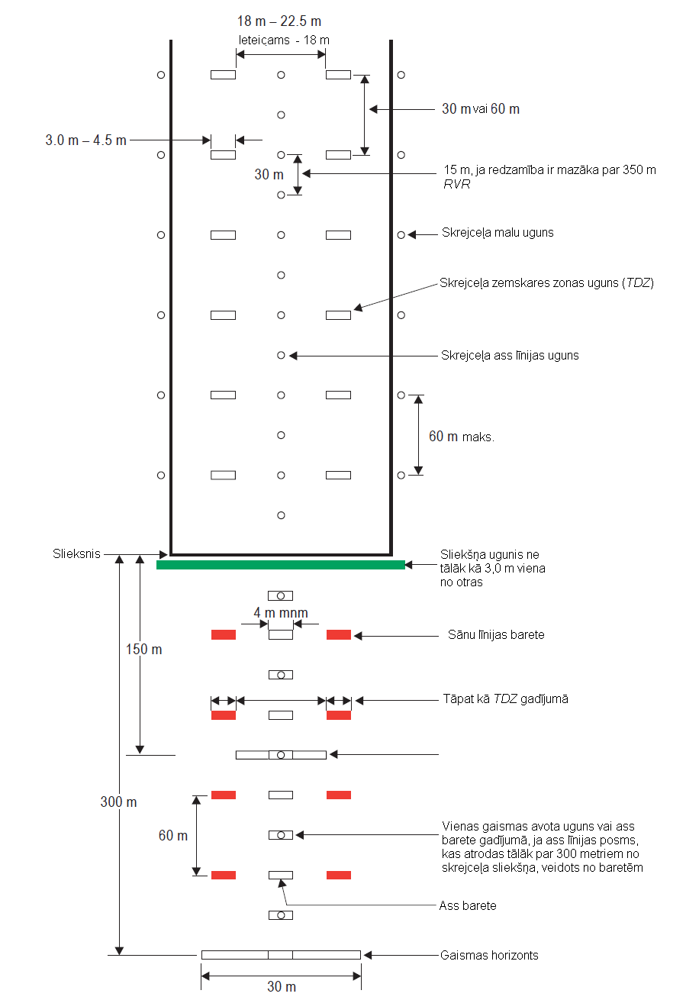 18 m – 22.5 m
Ieteicams - 18 m
30 m vai 60 m
3.0 m – 4.5 m
30 m
15 m, ja redzamība ir mazāka par 350 m
RVR
Skrejceļa malu uguns
Skrejceļa zemskares zonas uguns (TDZ)
Skrejceļa ass līnijas uguns
60 m maks.
Slieksnis
Sliekšņa ugunis ne
tālāk kā 3,0 m viena
no otras
4 m mnm
Sānu līnijas barete
150 m
Tāpat kā TDZ gadījumā
300 m
60 m
Vienas gaismas avota uguns vai ass
barete gadījumā, ja ass līnijas posms,
kas atrodas tālāk par 300 metriem no
skrejceļa sliekšņa, veidots no baretēm
Ass barete
Gaismas horizonts
30 m